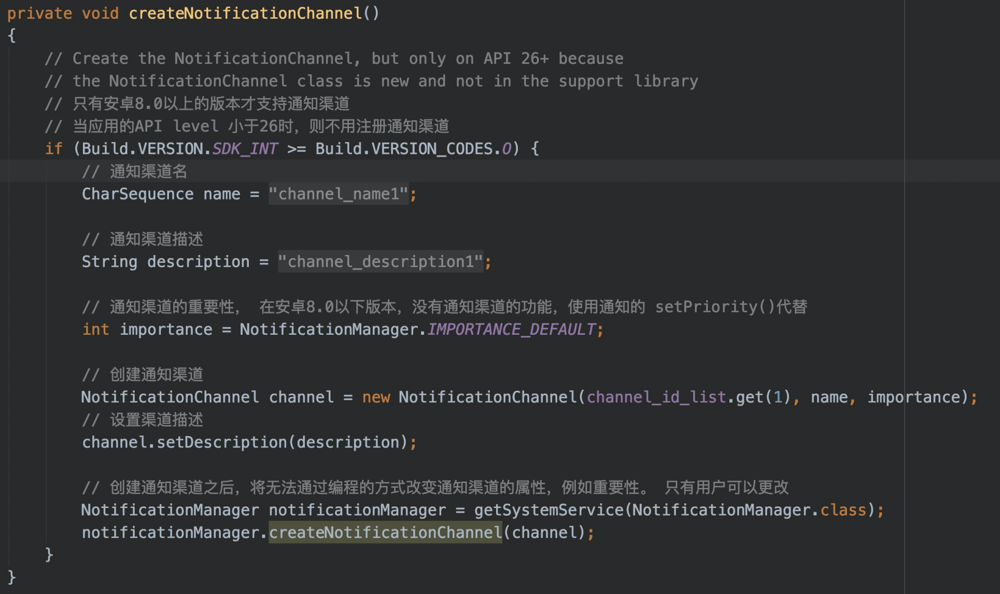 private void createNotificationChannel()
{
// Create the NotificationChannel, but only on API 26+ because
// the NotificationChannel class is new and not in the support library
// 只有安卓8.0以上的版本才支持通知渠道
// 当应用的API level 小于26时，则不用注册通知渠道
if (Build.VERSION.SDK_INT >= Build.VERSION_CODES.O) {
// 通知渠道名
CharSequence name = "channel_name1";
// 通知渠道描述
String description = "channel_description1";
// 通知渠道的重要性， 在安卓8.0以下版本，没有通知渠道的功能，使用通知的 setPriority()代替
int importance = NotificationManager.IMPORTANCE_DEFAULT;
// 创建通知渠道
NotificationChannel channel = new NotificationChannel(channel_id_list.get(1), name, importance);
// 设置渠道描述
channel.setDescription(description);
// 创建通知渠道之后，将无法通过编程的方式改变通知渠道的属性，例如重要性。 只有用户可以更改
NotificationManager notificationManager = getSystemService(NotificationManager.class);
notificationManager.createNotificationChannel(channel);
}
}